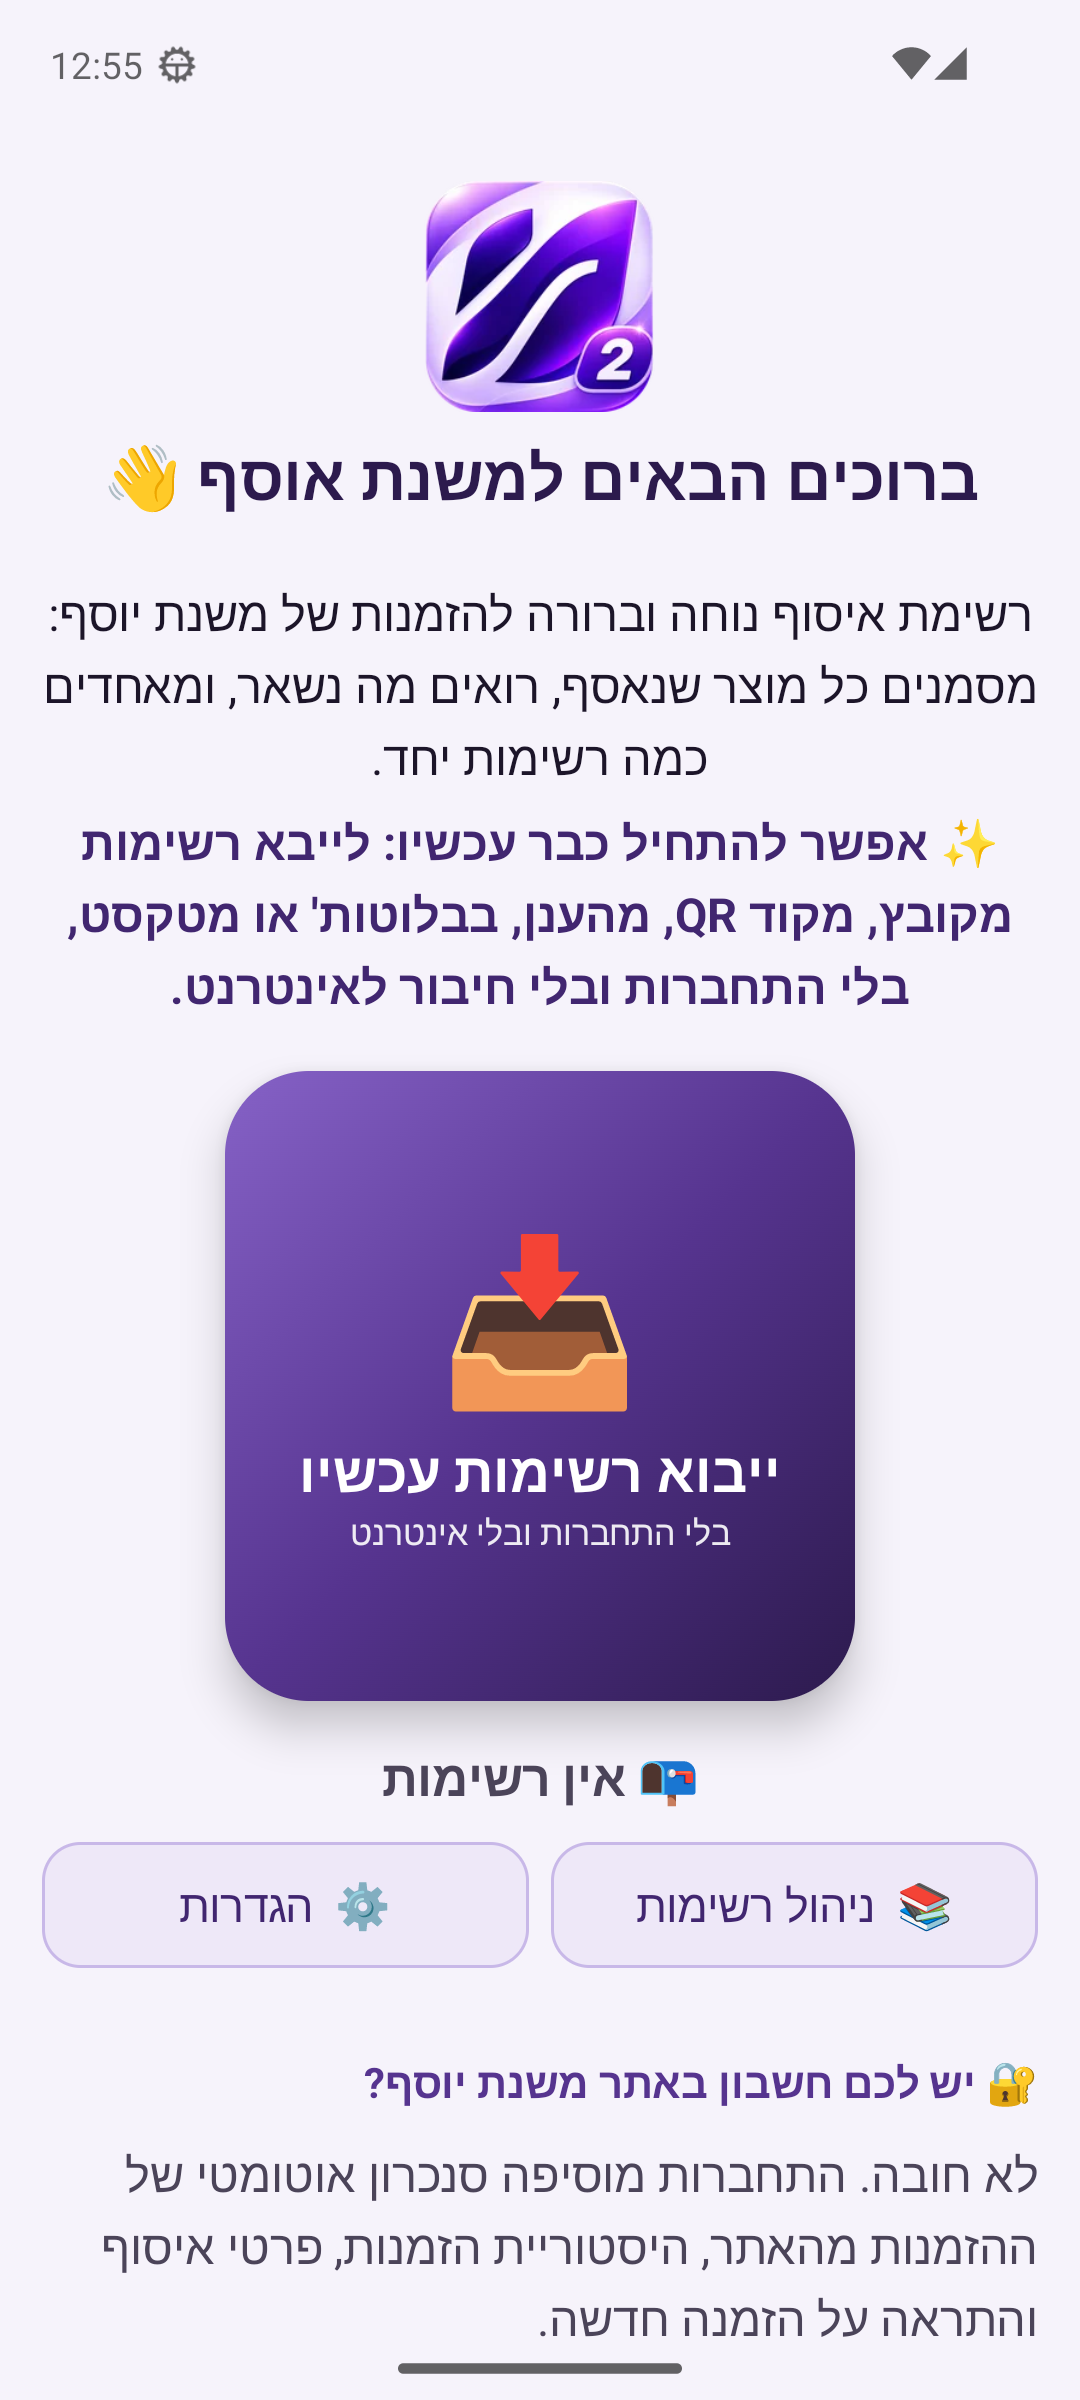 12:55
2
ברוכים הבאים למשנת אוסף 👋
רשימת איסוף נוחה וברורה להזמנות של משנת יוסף:
מסמנים כל מוצר שנאסף, רואים מה נשאר, ומאחדים
כמה רשימות יחד.
✨ אפשר להתחיל כבר עכשיו: לייבא רשימות
מקובץ, מקוד QR, מהענן, בבלוטות' או מטקסט,
בלי התחברות ובלי חיבור לאינטרנט.
ייבוא רשימות עכשיו
בלי התחברות ובלי אינטרנט
📭 אין רשימות
📚 ניהול רשימות
⚙️ הגדרות
🔐 יש לכם חשבון באתר משנת יוסף?
לא חובה. התחברות מוסיפה סנכרון אוטומטי של
ההזמנות מהאתר, היסטוריית הזמנות, פרטי איסוף
והתראה על הזמנה חדשה.